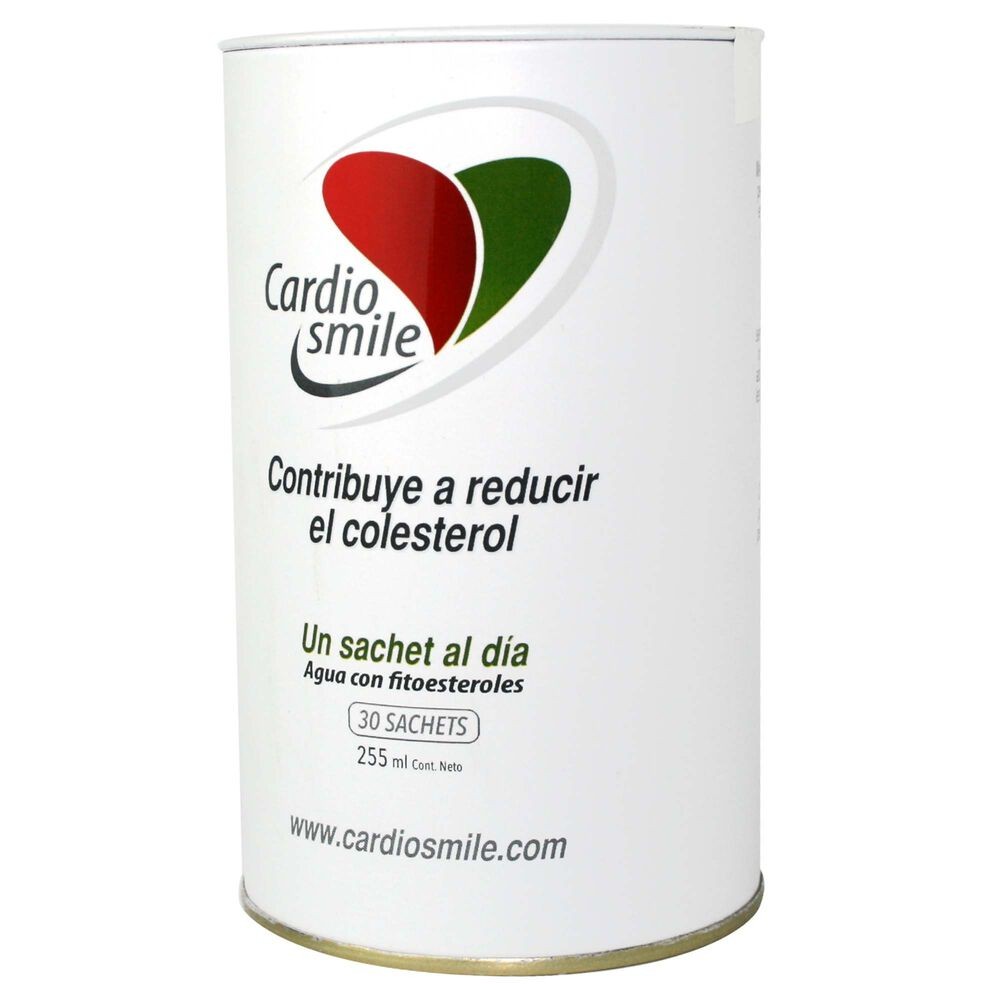 Cardio
smile
Contribuye a reducir
el colesterol
Un sachet al día
Agua con fitoesteroles
30 SACHETS
255 ml Cont. Neto
www.cardiosmile.com